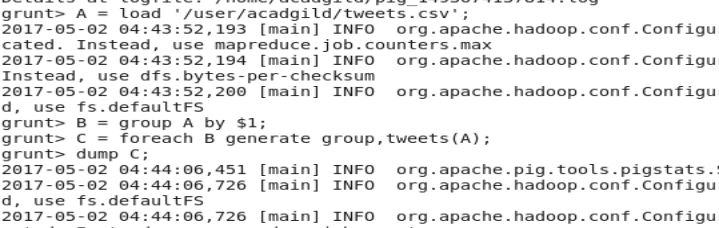 grunt> A = load '/user/acadgild/tweets.csv';
2017-05-02 04:43:52,193 [main] INFO  org.apache.hadoop.conf.Configu
cated. Instead, use mapreduce.job.counters.max
2017-05-02 04:43:52,194 [main] INFO  org.apache.hadoop.conf.Configu
Instead, use dfs.bytes-per-checksum
2017-05-02 04:43:52,200 [main] INFO  org.apache.hadoop.conf.Configu
d, use fs.defaultFS
grunt> B = group A by $1;
grunt> C = foreach B generate group,tweets(A);
grunt> dump C;
2017-05-02 04:44:06,451 [main] INFO  org.apache.pig.tools.pigstats.S
2017-05-02 04:44:06,726 [main] INFO  org.apache.hadoop.conf.Configu
d, use fs.defaultFS
2017-05-02 04:44:06,726 [main] INFO  org.apache.hadoop.conf.Configu